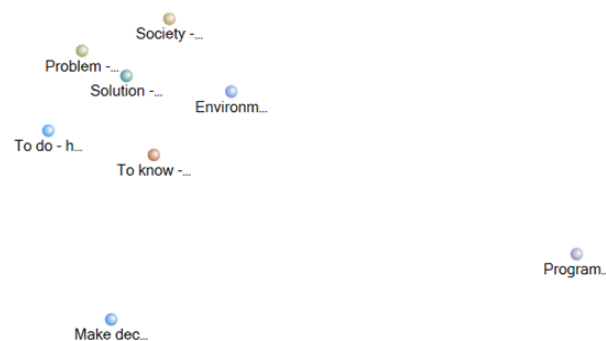 Society -...
Problem -...
Solution -...
Environm...
To do - h...
To know -...
Program...
Make dec...